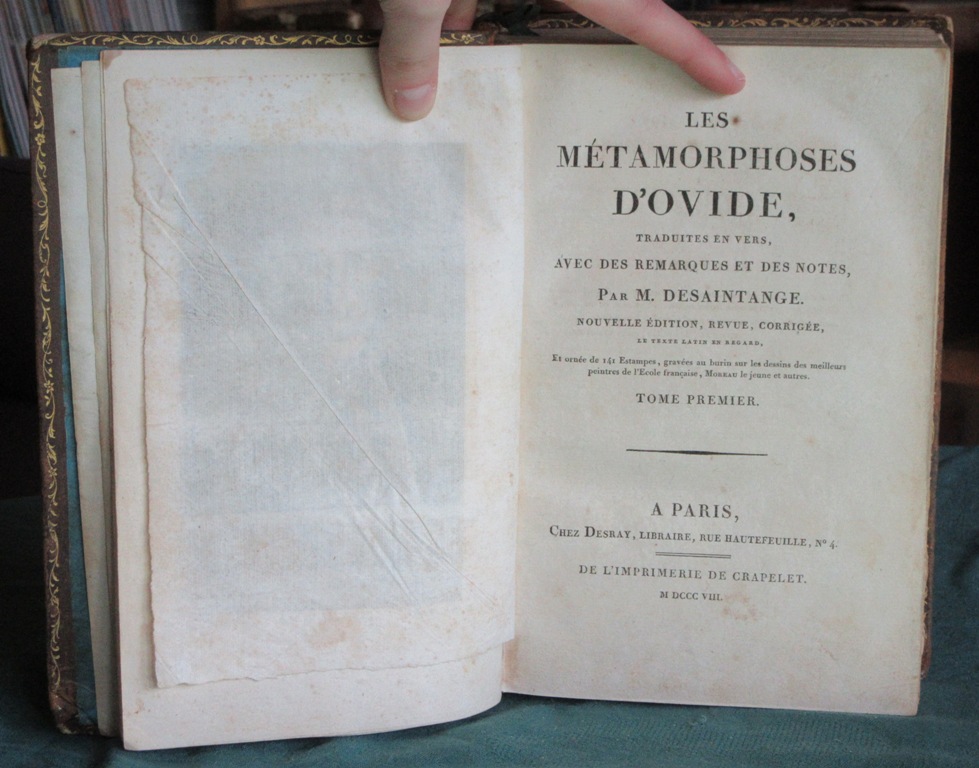 LES
MÉTAMORPHOSES
D'OVIDE,
TRADUITES EN VERS,
AVEC DES REMARQUES ET DES NOTES,
PAR M. DESAINTANGE.
NOUVELLE ÉDITION, REVUE, CORRIGÉE,
LE TEXTE LATIN EN REGARD,
Et ornée de 141 Estampes, gravées au burin sur les dessins des meilleurs
peintres de l'Ecole française, MOREAU le jeune et autres.
TOME PREMIER.
A PARIS,
CHEZ DESRAY, LIBRAIRE, RUE HAUTEFEUILLE, N° 4.
DE L'IMPRIMERIE DE CRAPELET.
M DCCC VIII.